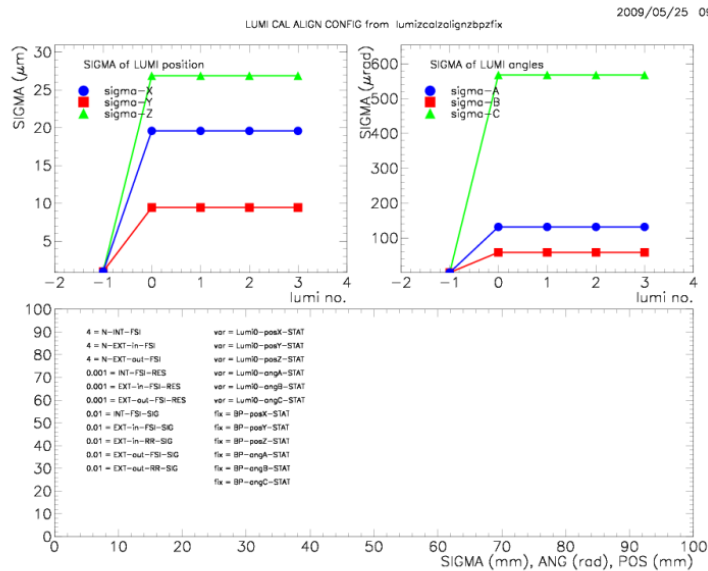 2009/05/25 09
LUMI CAL ALIGN CONFIG from lumizcalzalignzbpzfix
SIGMA (μm)
30
25
20
15
10
5
SIGMA of LUMI position
sigma-X
sigma-Y
sigma-Z
-2 -1 0 1 2 3 4
lumi no.
SIGMA (μrad)
600
500
400
300
200
100
SIGMA of LUMI angles
sigma-A
sigma-B
sigma-C
-2 -1 0 1 2 3 4
lumi no.
100
90
80
70
60
50
40
30
20
10
0
4 = N-INT-FSI
4 = N-EXT-in-FSI
4 = N-EXT-out-FSI
0.001 = INT-FSI-RES
0.001 = EXT-in-FSI-RES
0.001 = EXT-out-FSI-RES
0.01 = INT-FSI-SIG
0.01 = EXT-in-FSI-SIG
0.01 = EXT-in-RR-SIG
0.01 = EXT-out-FSI-SIG
0.01 = EXT-out-RR-SIG
var = Lumi0-posX-STAT
var = Lumi0-posY-STAT
var = Lumi0-posZ-STAT
var = Lumi0-angA-STAT
var = Lumi0-angB-STAT
var = Lumi0-angC-STAT
fix = BP-posX-STAT
fix = BP-posY-STAT
fix = BP-posZ-STAT
fix = BP-angA-STAT
fix = BP-angB-STAT
fix = BP-angC-STAT
0 10 20 30 40 50 60 70 80 90 100
SIGMA (mm), ANG (rad), POS (mm)